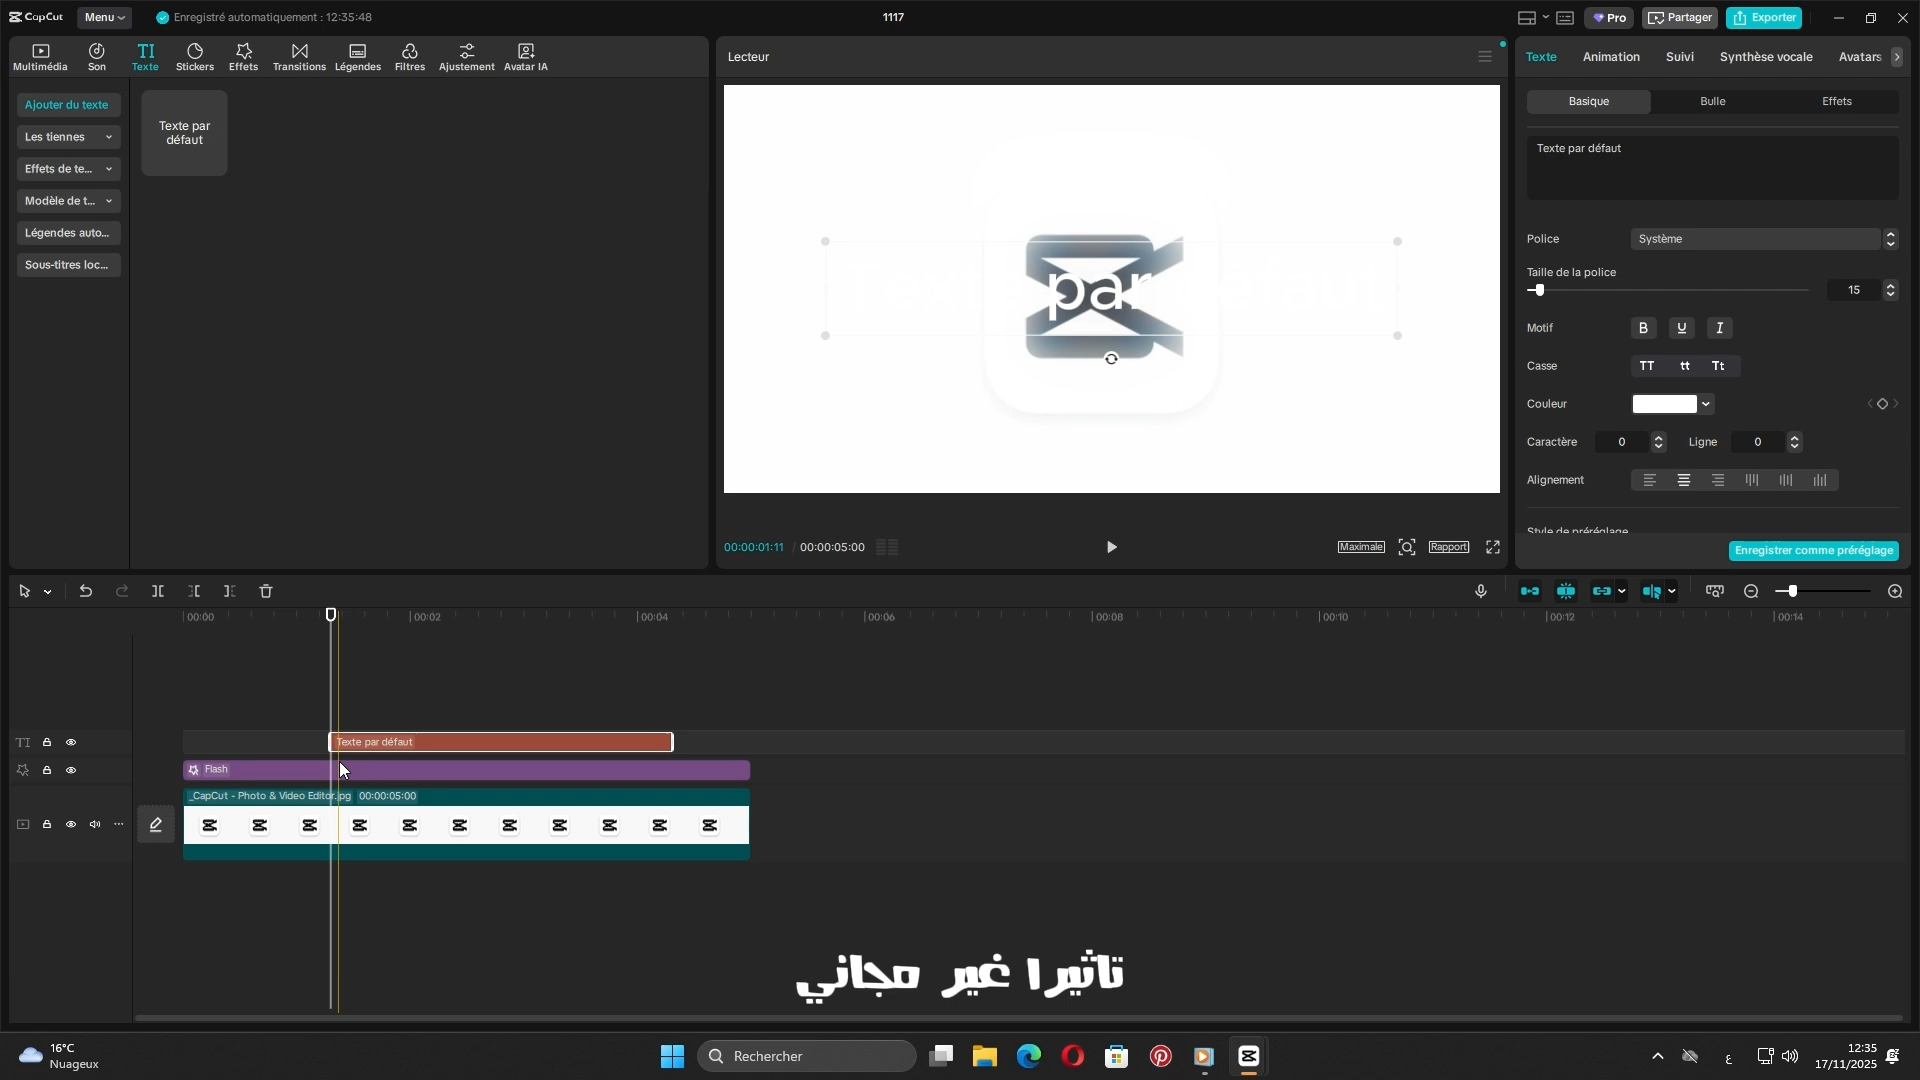 CapCut
Menu
Enregistré automatiquement : 12:35:48
1117
Pro
Partager
Exporter
Multimédia
Son
TI
Texte
Stickers
Effets
Transitions
Légendes
Filtres
Ajustement
Avatar IA
Ajouter du texte
Les tiennes
Effets de te...
Modèle de t...
Légendes auto...
Sous-titres loc...
Texte par
défaut
Lecteur
par
00:00:01:11 / 00:00:05:00
Maximale
Rapport
Texte
Animation
Suivi
Synthèse vocale
Avatars
Basique
Bulle
Effets
Texte par défaut
Police
Système
Taille de la police
15
Motif
B U I
Casse
TT tt Tt
Couleur
Caractère
0
Ligne
0
Alignement
Style de préréglage
Enregistrer comme préréglage
00:00
00:02
00:04
00:06
00:08
00:10
00:12
00:14
TI
Texte par défaut
Flash
_CapCut - Photo & Video Editor.jpg 00:00:05:00
تاثيرا غير مجاني
16°C
Nuageux
Rechercher
ع
12:35
17/11/2025